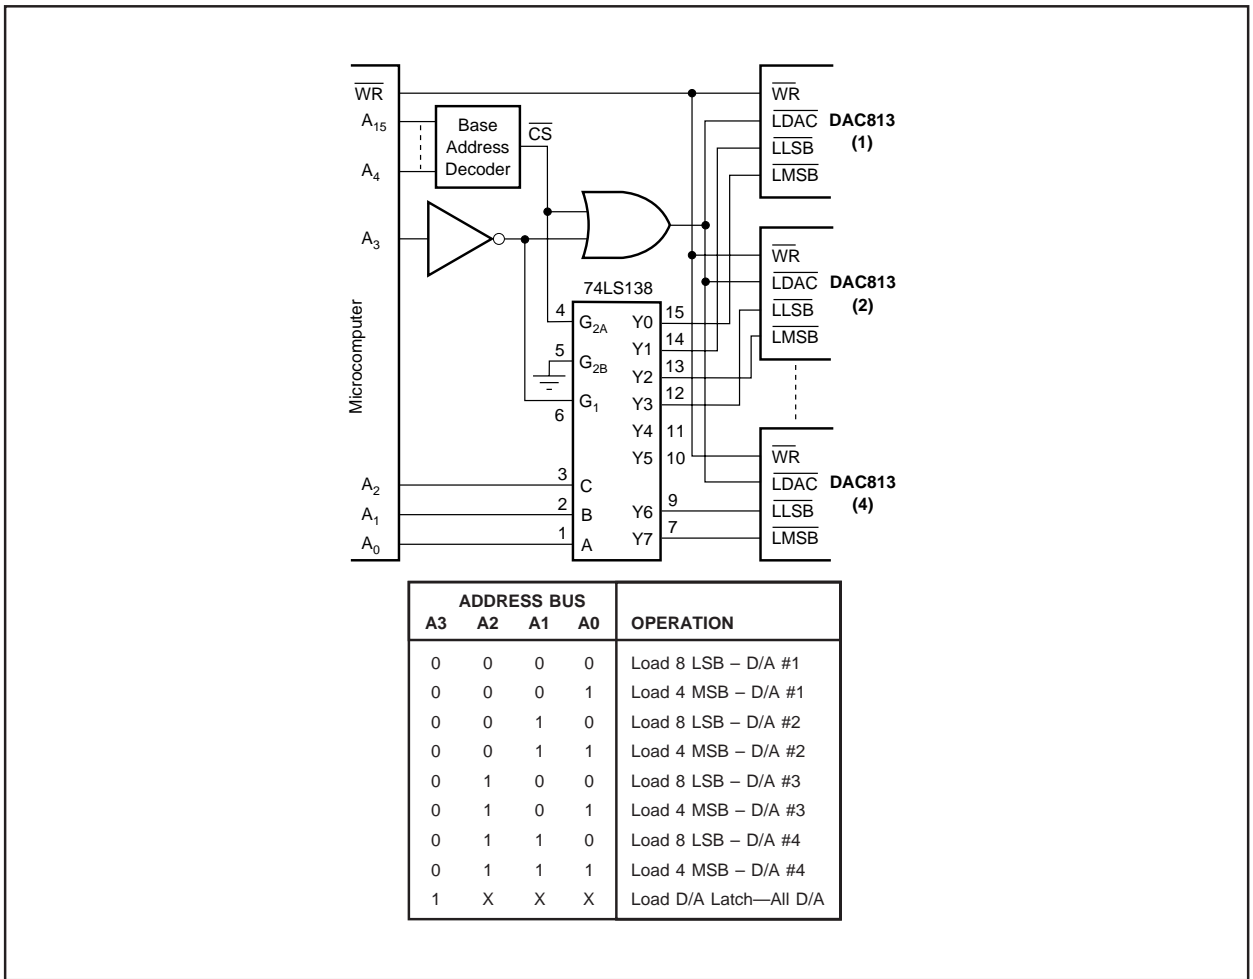 WR
A15
A4
A3
Microcomputer
A2
A1
A0
Base
Address
Decoder
CS
74LS138
4
5
6
3
2
1
G2A
G2B
G1
C
B
A
Y0
Y1
Y2
Y3
Y4
Y5
Y6
Y7
15
14
13
12
11
10
9
7
WR
LDAC
LLSB
LMSB
DAC813
(1)
WR
LDAC
LLSB
LMSB
DAC813
(2)
WR
LDAC
LLSB
LMSB
DAC813
(4)
ADDRESS BUS
A3 A2 A1 A0 OPERATION
0 0 0 0 Load 8 LSB – D/A #1
0 0 0 1 Load 4 MSB – D/A #1
0 0 1 0 Load 8 LSB – D/A #2
0 0 1 1 Load 4 MSB – D/A #2
0 1 0 0 Load 8 LSB – D/A #3
0 1 0 1 Load 4 MSB – D/A #3
0 1 1 0 Load 8 LSB – D/A #4
0 1 1 1 Load 4 MSB – D/A #4
1 X X X Load D/A Latch—All D/A